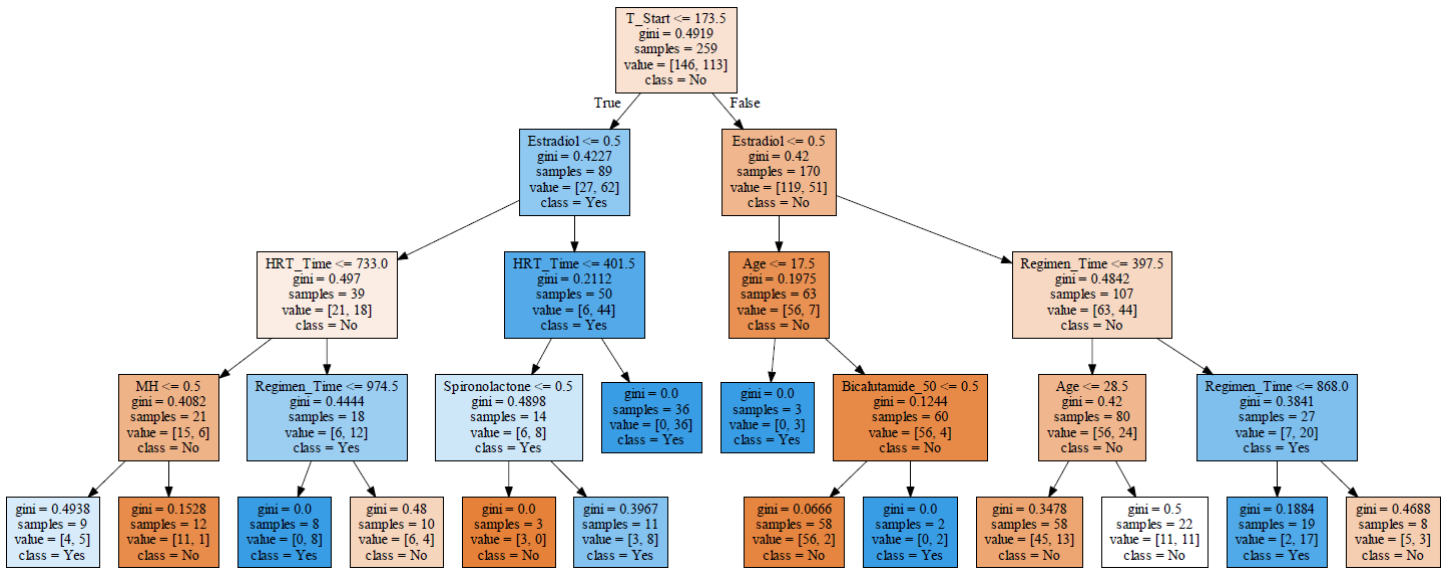 T_Start <= 173.5
gini = 0.4919
samples = 259
value = [146, 113]
class = No
True
False
Estradiol <= 0.5
gini = 0.4227
samples = 89
value = [27, 62]
class = Yes
Estradiol <= 0.5
gini = 0.42
samples = 170
value = [119, 51]
class = No
HRT_Time <= 733.0
gini = 0.497
samples = 39
value = [21, 18]
class = No
HRT_Time <= 401.5
gini = 0.2112
samples = 50
value = [6, 44]
class = Yes
Age <= 17.5
gini = 0.1975
samples = 63
value = [56, 7]
class = No
Regimen_Time <= 397.5
gini = 0.4842
samples = 107
value = [63, 44]
class = No
MH <= 0.5
gini = 0.4082
samples = 21
value = [15, 6]
class = No
Regimen_Time <= 974.5
gini = 0.4444
samples = 18
value = [6, 12]
class = Yes
Spironolactone <= 0.5
gini = 0.4898
samples = 14
value = [6, 8]
class = Yes
gini = 0.0
samples = 36
value = [0, 36]
class = Yes
gini = 0.0
samples = 3
value = [0, 3]
class = Yes
Bicalutamide_50 <= 0.5
gini = 0.1244
samples = 60
value = [56, 4]
class = No
Age <= 28.5
gini = 0.42
samples = 80
value = [56, 24]
class = No
Regimen_Time <= 868.0
gini = 0.3841
samples = 27
value = [7, 20]
class = Yes
gini = 0.4938
samples = 9
value = [4, 5]
class = Yes
gini = 0.1528
samples = 12
value = [11, 1]
class = No
gini = 0.0
samples = 8
value = [0, 8]
class = Yes
gini = 0.48
samples = 10
value = [6, 4]
class = No
gini = 0.0
samples = 3
value = [3, 0]
class = No
gini = 0.3967
samples = 11
value = [3, 8]
class = Yes
gini = 0.0666
samples = 58
value = [56, 2]
class = No
gini = 0.0
samples = 2
value = [0, 2]
class = Yes
gini = 0.3478
samples = 58
value = [45, 13]
class = No
gini = 0.5
samples = 22
value = [11, 11]
class = No
gini = 0.1884
samples = 19
value = [2, 17]
class = Yes
gini = 0.4688
samples = 8
value = [5, 3]
class = No